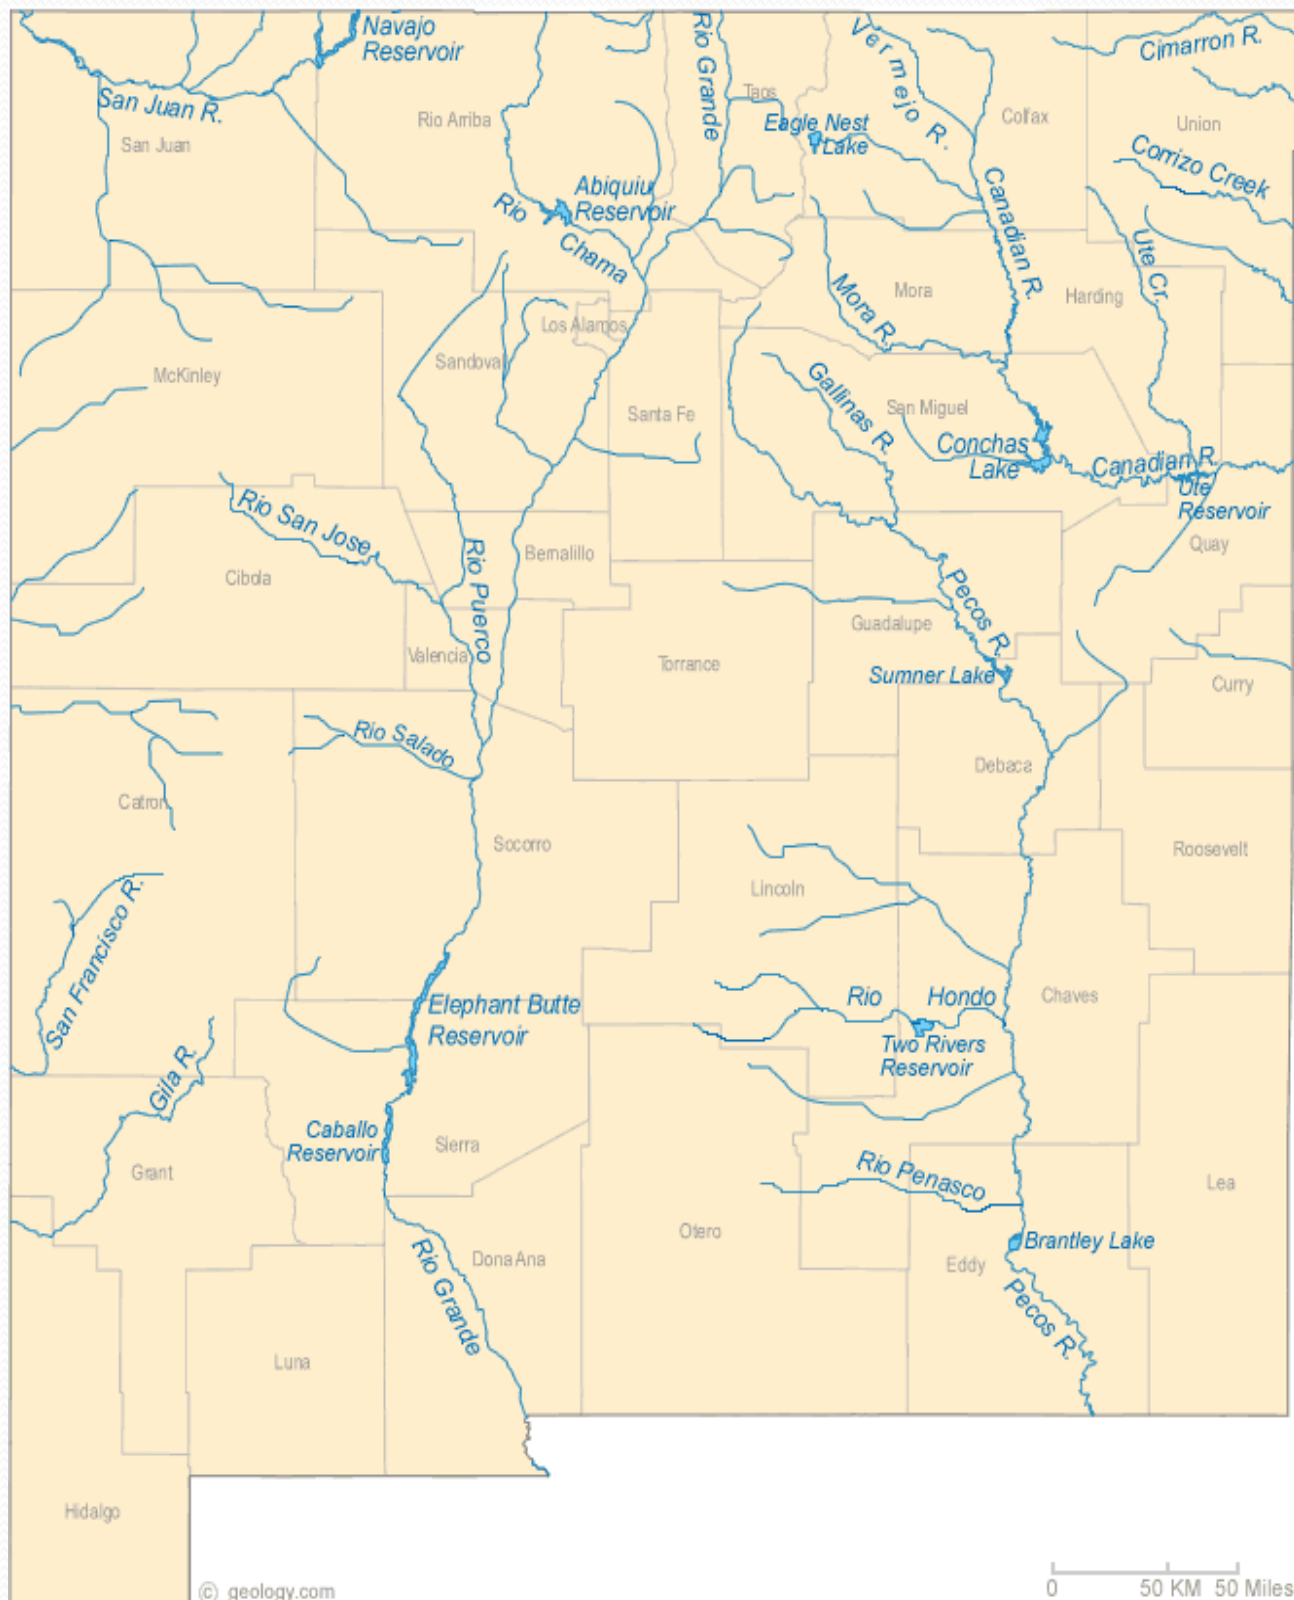 Navajo
Reservoir
San Juan R.
San Juan
Rio Arriba
Rio Grande
Taos
Eagle Nest
Lake
Vermejo R.
Colfax
Cimarron R.
Union
Corrizo Creek
Abiquiu
Reservoir
Rio
Chama
Canadian R.
Ute Cr.
Mora
Mora R.
Harding
Los Alamos
Sandoval
McKinley
Santa Fe
Gallinas R.
San Miguel
Conchas
Lake
Canadian R.
Ute
Reservoir
Quay
Rio San Jose
Cibola
Rio Puerco
Bernalillo
Pecos R.
Guadalupe
Valencia
Torrance
Sumner Lake
Curry
Rio Salado
Debaca
Catron
Socorro
Roosevelt
Lincoln
San Francisco R.
Elephant Butte
Reservoir
Rio Hondo
Chaves
Two Rivers
Reservoir
Gila R.
Caballo
Reservoir
Sierra
Grant
Rio Penasco
Lea
Otero
Brantley Lake
Eddy
Dona Ana
Rio Grande
Pecos R.
Luna
Hidalgo
© geology.com
0 50 KM 50 Miles